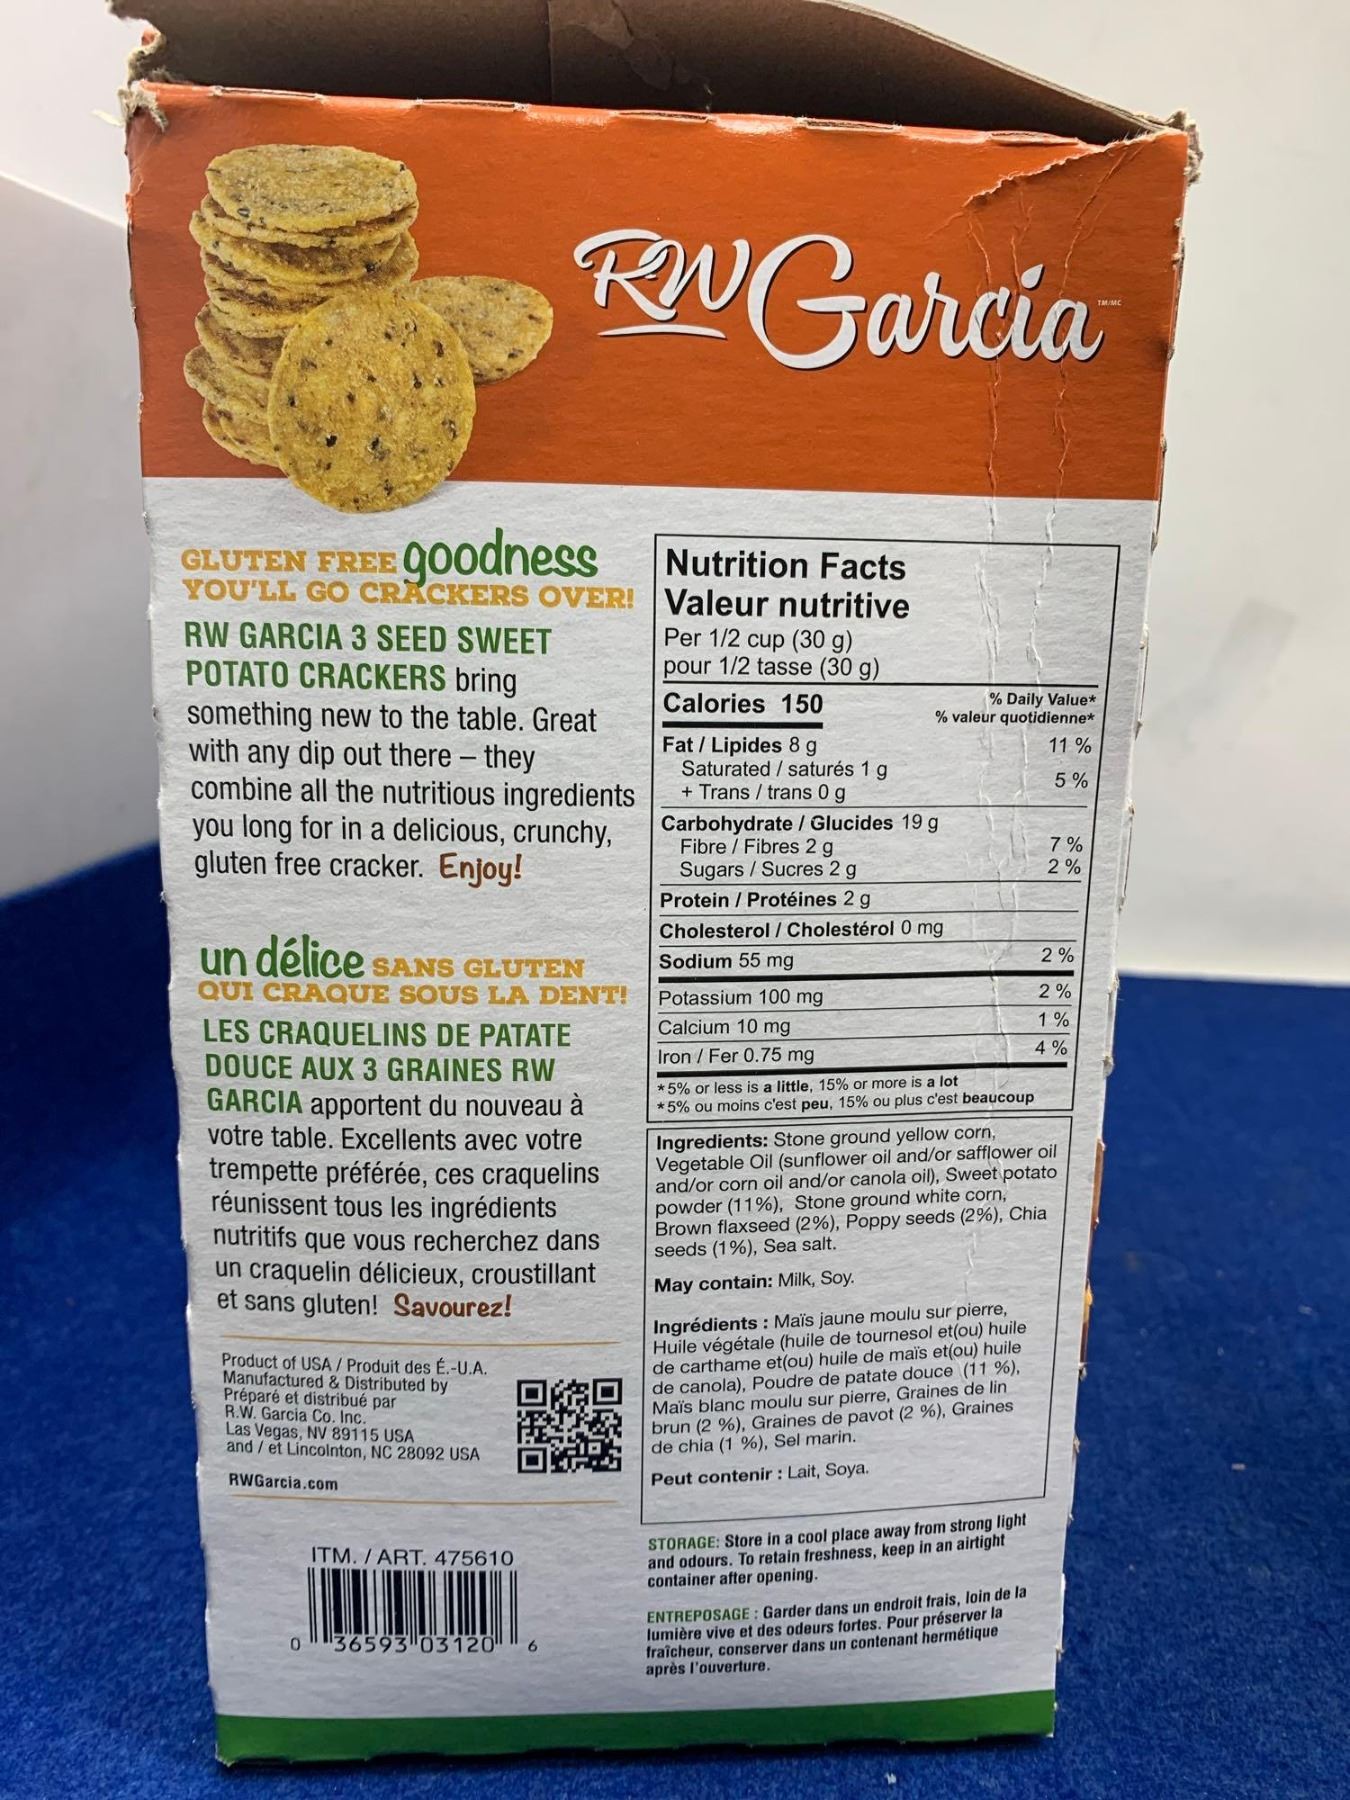 RW Garcia TM/MC
GLUTEN FREE goodness
YOU'LL GO CRACKERS OVER!
RW GARCIA 3 SEED SWEET
POTATO CRACKERS bring
something new to the table. Great
with any dip out there – they
combine all the nutritious ingredients
you long for in a delicious, crunchy,
gluten free cracker. Enjoy!
un délice SANS GLUTEN
QUI CRAQUE SOUS LA DENT!
LES CRAQUELINS DE PATATE
DOUCE AUX 3 GRAINES RW
GARCIA apportent du nouveau à
votre table. Excellents avec votre
trempette préférée, ces craquelins
réunissent tous les ingrédients
nutritifs que vous recherchez dans
un craquelin délicieux, croustillant
et sans gluten! Savourez!
Product of USA / Produit des É.-U.A.
Manufactured & Distributed by
Préparé et distribué par
R.W. Garcia Co. Inc.
Las Vegas, NV 89115 USA
and / et Lincolnton, NC 28092 USA
RWGarcia.com
ITM. / ART. 475610
0 36593 03120 6
Nutrition Facts
Valeur nutritive
Per 1/2 cup (30 g)
pour 1/2 tasse (30 g)
Calories 150
% Daily Value*
% valeur quotidienne*
Fat / Lipides 8 g 11 %
Saturated / saturés 1 g
+ Trans / trans 0 g 5 %
Carbohydrate / Glucides 19 g
Fibre / Fibres 2 g 7 %
Sugars / Sucres 2 g 2 %
Protein / Protéines 2 g
Cholesterol / Cholestérol 0 mg
Sodium 55 mg 2 %
Potassium 100 mg 2 %
Calcium 10 mg 1 %
Iron / Fer 0.75 mg 4 %
*5% or less is a little, 15% or more is a lot
*5% ou moins c'est peu, 15% ou plus c'est beaucoup
Ingredients: Stone ground yellow corn,
Vegetable Oil (sunflower oil and/or safflower oil
and/or corn oil and/or canola oil), Sweet potato
powder (11%), Stone ground white corn,
Brown flaxseed (2%), Poppy seeds (2%), Chia
seeds (1%), Sea salt.
May contain: Milk, Soy.
Ingrédients : Maïs jaune moulu sur pierre,
Huile végétale (huile de tournesol et(ou) huile
de carthame et(ou) huile de maïs et(ou) huile
de canola), Poudre de patate douce (11 %),
Maïs blanc moulu sur pierre, Graines de lin
brun (2 %), Graines de pavot (2 %), Graines
de chia (1 %), Sel marin.
Peut contenir : Lait, Soya.
STORAGE: Store in a cool place away from strong light
and odours. To retain freshness, keep in an airtight
container after opening.
ENTREPOSAGE : Garder dans un endroit frais, loin de la
lumière vive et des odeurs fortes. Pour préserver la
fraîcheur, conserver dans un contenant hermétique
après l'ouverture.